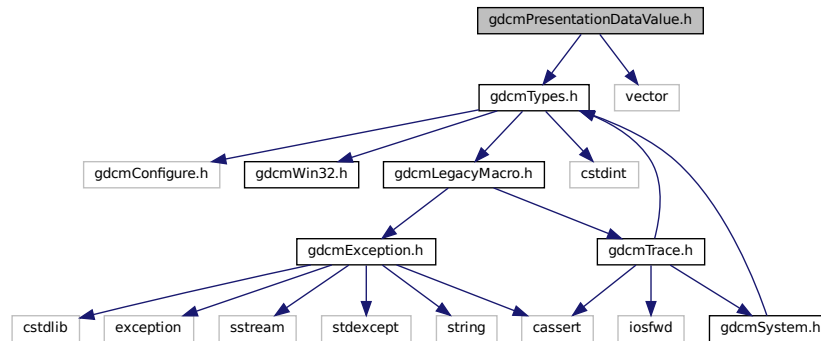 gdcmPresentationDataValue.h
gdcmTypes.h
vector
gdcmConfigure.h
gdcmWin32.h
gdcmLegacyMacro.h
cstdint
gdcmException.h
gdcmTrace.h
cstdlib
exception
sstream
stdexcept
string
cassert
iosfwd
gdcmSystem.h